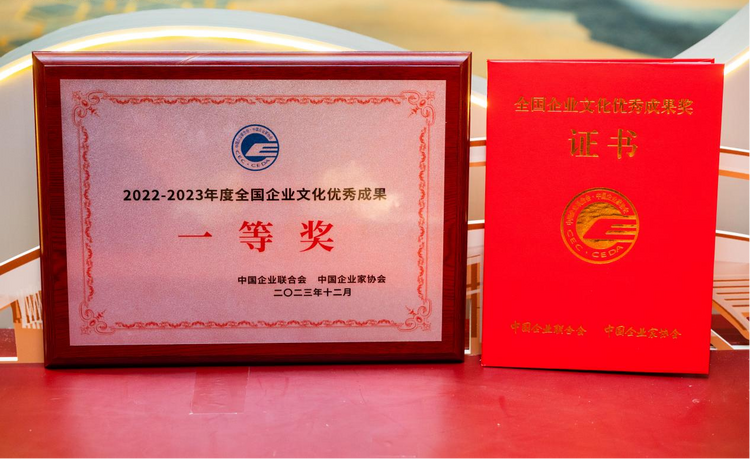 2022-2023年度全国企业文化优秀成果
一等奖
中国企业联合会 中国企业家协会
二〇二三年十二月
CEC·CEDA
全国企业文化优秀成果奖
证书
CEC·CEDA
中国企业联合会 中国企业家协会